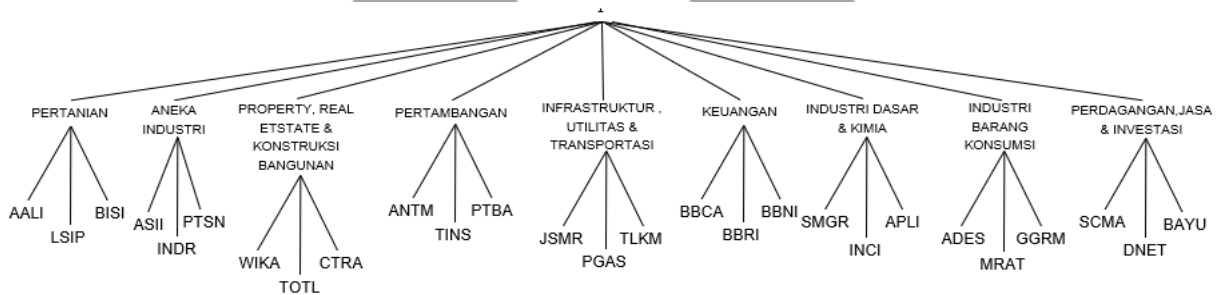 PERTANIAN
AALI
LSIP
BISI
ANEKA
INDUSTRI
ASII
INDR
PTSN
PROPERTY, REAL
ETSTATE &
KONSTRUKSI
BANGUNAN
WIKA
TOTL
CTRA
PERTAMBANGAN
ANTM
TINS
PTBA
INFRASTRUKTUR ,
UTILITAS &
TRANSPORTASI
JSMR
PGAS
TLKM
KEUANGAN
BBCA
BBRI
BBNI
INDUSTRI DASAR
& KIMIA
SMGR
INCI
APLI
INDUSTRI
BARANG
KONSUMSI
ADES
MRAT
GGRM
PERDAGANGAN,JASA
& INVESTASI
SCMA
DNET
BAYU